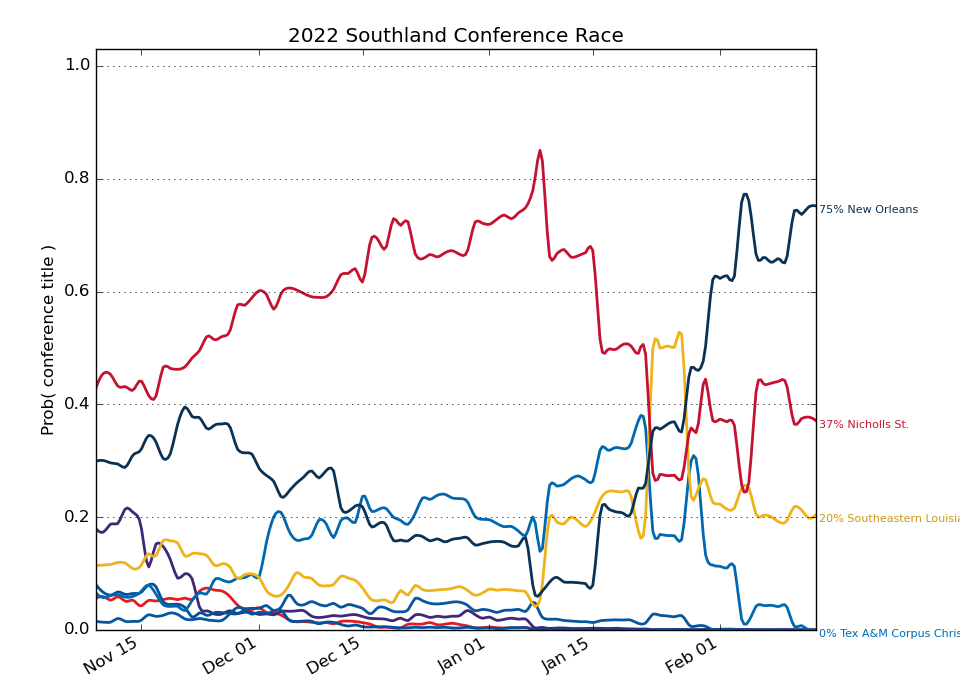 2022 Southland Conference Race
Prob( conference title )
1.0
0.8
0.6
0.4
0.2
0.0
Nov 15
Dec 01
Dec 15
Jan 01
Jan 15
Feb 01
75% New Orleans
37% Nicholls St.
20% Southeastern Louisia
0% Tex A&M Corpus Chris